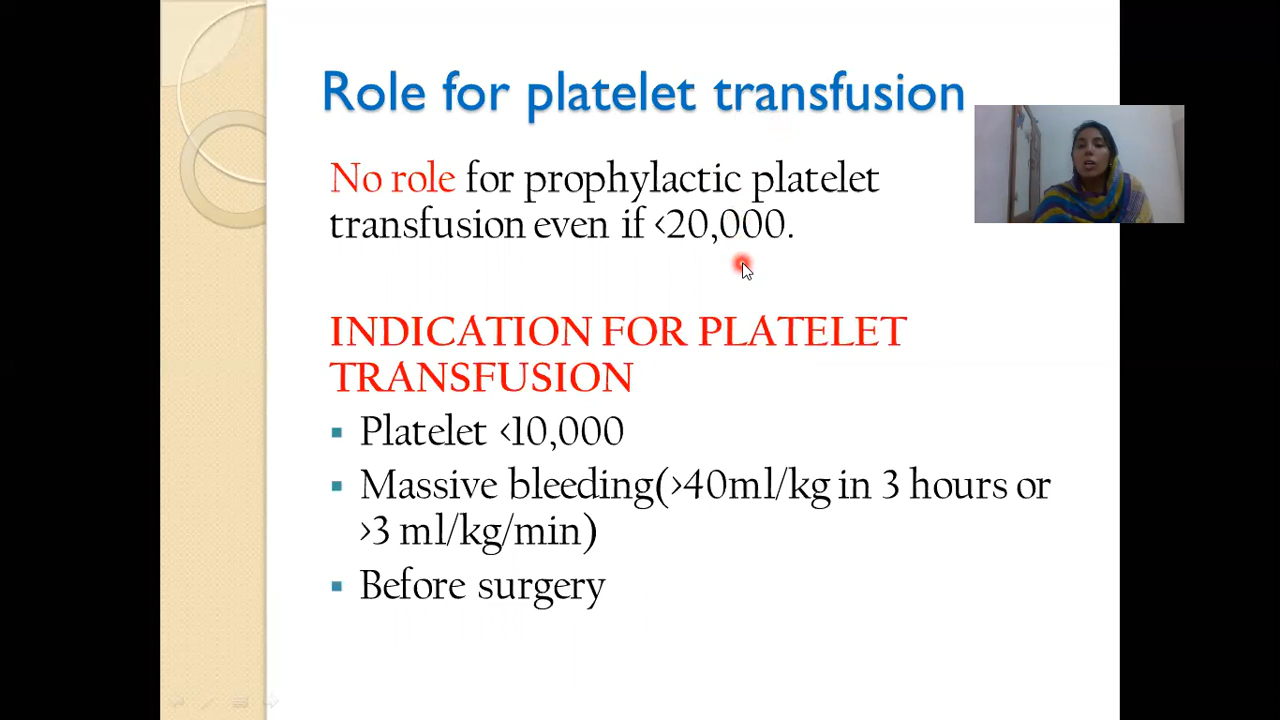 Role for platelet transfusion
No role for prophylactic platelet
transfusion even if <20,000.
INDICATION FOR PLATELET
TRANSFUSION
▪ Platelet <10,000
▪ Massive bleeding(>40ml/kg in 3 hours or
>3 ml/kg/min)
▪ Before surgery